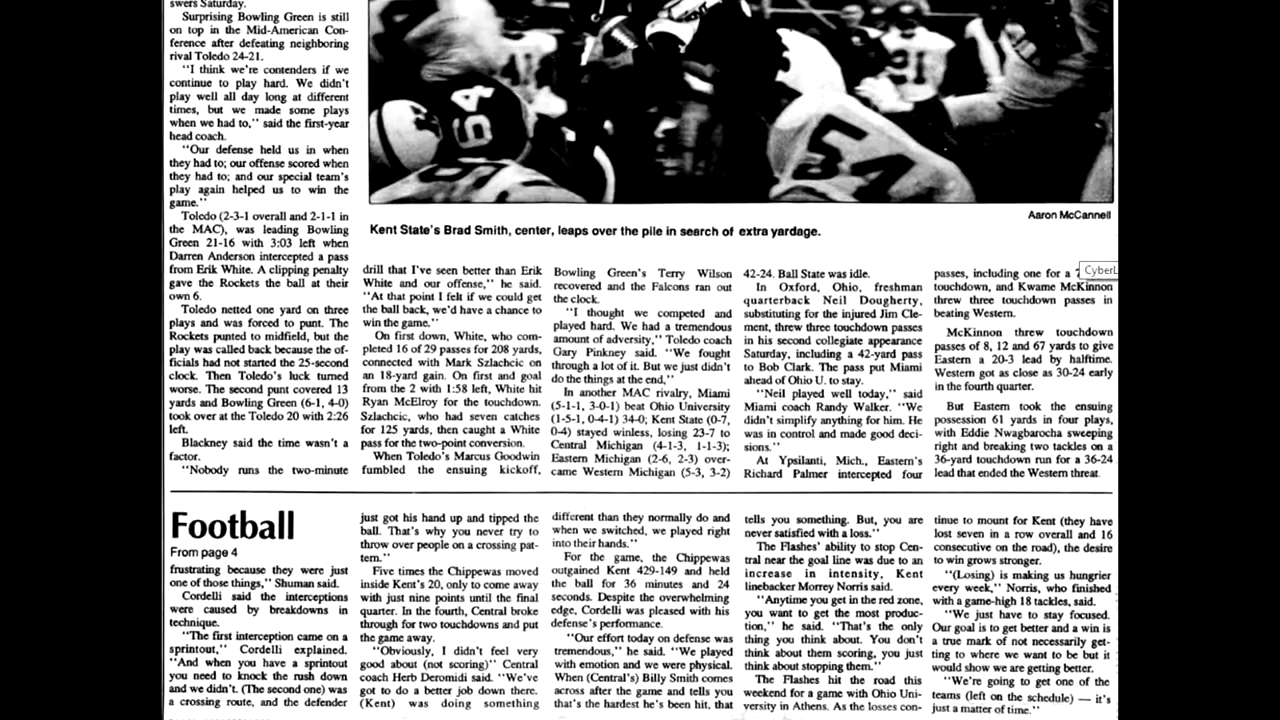 swers Saturday.
Surprising Bowling Green is still
on top in the Mid-American Con-
ference after defeating neighboring
rival Toledo 24-21.
"I think we're contenders if we
continue to play hard. We didn't
play well all day long at different
times, but we made some plays
when we had to," said the first-year
head coach.
"Our defense held us in when
they had to; our offense scored when
they had to; and our special team's
play again helped us to win the
game."
Toledo (2-3-1 overall and 2-1-1 in
the MAC), was leading Bowling
Green 21-16 with 3:03 left when
Darren Anderson intercepted a pass
from Erik White. A clipping penalty
gave the Rockets the ball at their
own 6.
Toledo netted one yard on three
plays and was forced to punt. The
Rockets punted to midfield, but the
play was called back because the of-
ficials had not started the 25-second
clock. Then Toledo's luck turned
worse. The second punt covered 13
yards and Bowling Green (6-1, 4-0)
took over at the Toledo 20 with 2:26
left.
Blackney said the time wasn't a
factor.
"Nobody runs the two-minute
64
91
54
Aaron McCannell
Kent State's Brad Smith, center, leaps over the pile in search of extra yardage.
drill that I've seen better than Erik
White and our offense," he said.
"At that point I felt if we could get
the ball back, we'd have a chance to
win the game."
On first down, White, who com-
pleted 16 of 29 passes for 208 yards,
connected with Mark Szlachcic on
an 18-yard gain. On first and goal
from the 2 with 1:58 left, White hit
Ryan McElroy for the touchdown.
Szlachcic, who had seven catches
for 125 yards, then caught a White
pass for the two-point conversion.
When Toledo's Marcus Goodwin
fumbled the ensuing kickoff,
Bowling Green's Terry Wilson
recovered and the Falcons ran out
the clock.
"I thought we competed and
played hard. We had a tremendous
amount of adversity," Toledo coach
Gary Pinkney said. "We fought
through a lot of it. But we just didn't
do the things at the end,"
In another MAC rivalry, Miami
(5-1-1, 3-0-1) beat Ohio University
(1-5-1, 0-4-1) 34-0; Kent State (0-7,
0-4) stayed winless, losing 23-7 to
Central Michigan (4-1-3, 1-1-3);
Eastern Michigan (2-6, 2-3) over-
came Western Michigan (5-3, 3-2)
42-24. Ball State was idle.
In Oxford, Ohio, freshman
quarterback Neil Dougherty,
substituting for the injured Jim Cle-
ment, threw three touchdown passes
in his second collegiate appearance
Saturday, including a 42-yard pass
to Bob Clark. The pass put Miami
ahead of Ohio U. to stay.
"Neil played well today," said
Miami coach Randy Walker. "We
didn't simplify anything for him. He
was in control and made good deci-
sions."
At Ypsilanti, Mich., Eastern's
Richard Palmer intercepted four
passes, including one for a
CyberL
touchdown, and Kwame McKinnon
threw three touchdown passes in
beating Western.
McKinnon threw touchdown
passes of 8, 12 and 67 yards to give
Eastern a 20-3 lead by halftime.
Western got as close as 30-24 early
in the fourth quarter.
But Eastern took the ensuing
possession 61 yards in four plays,
with Eddie Nwagbarocha sweeping
right and breaking two tackles on a
36-yard touchdown run for a 36-24
lead that ended the Western threat.
Football
From page 4
frustrating because they were just
one of those things," Shuman said.
Cordelli said the interceptions
were caused by breakdowns in
technique.
"The first interception came on a
sprintout," Cordelli explained.
"And when you have a sprintout
you need to knock the rush down
and we didn't. (The second one) was
a crossing route, and the defender
just got his hand up and tipped the
ball. That's why you never try to
throw over people on a crossing pat-
tern."
Five times the Chippewas moved
inside Kent's 20, only to come away
with just nine points until the final
quarter. In the fourth, Central broke
through for two touchdowns and put
the game away.
"Obviously, I didn't feel very
good about (not scoring)" Central
coach Herb Deromidi said. "We've
got to do a better job down there.
(Kent) was doing something
different than they normally do and
when we switched, we played right
into their hands."
For the game, the Chippewas
outgained Kent 429-149 and held
the ball for 36 minutes and 24
seconds. Despite the overwhelming
edge, Cordelli was pleased with his
defense's performance.
"Our effort today on defense was
tremendous," he said. "We played
with emotion and we were physical.
When (Central's) Billy Smith comes
across after the game and tells you
that's the hardest he's been hit, that
tells you something. But, you are
never satisfied with a loss."
The Flashes' ability to stop Cen-
tral near the goal line was due to an
increase in intensity, Kent
linebacker Morrey Norris said.
"Anytime you get in the red zone,
you want to get the most produc-
tion," he said. "That's the only
thing you think about. You don't
think about them scoring, you just
think about stopping them."
The Flashes hit the road this
weekend for a game with Ohio Uni-
versity in Athens. As the losses con-
tinue to mount for Kent (they have
lost seven in a row overall and 16
consecutive on the road), the desire
to win grows stronger.
"(Losing) is making us hungrier
every week," Norris, who finished
with a game-high 18 tackles, said.
"We just have to stay focused.
Our goal is to get better and a win is
a true mark of not necessarily get-
ting to where we want to be but it
would show we are getting better.
"We're going to get one of the
teams (left on the schedule) — it's
just a matter of time."